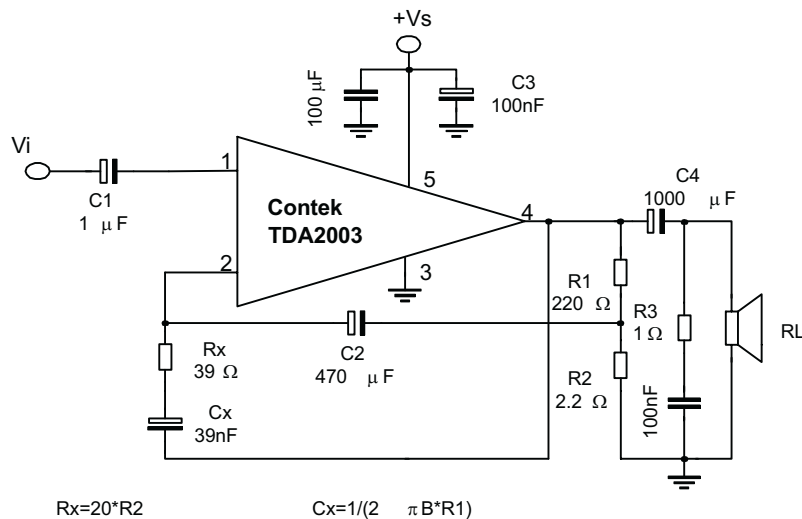 +Vs
100 μF
C3
100nF
Vi
C1
1 μF
1
2
Contek
TDA2003
5
4
3
C4
1000 μF
R1
220 Ω
R3
1Ω
RL
Rx
39 Ω
C2
470 μF
R2
2.2 Ω
100nF
Cx
39nF
Rx=20*R2
Cx=1/(2 πB*R1)